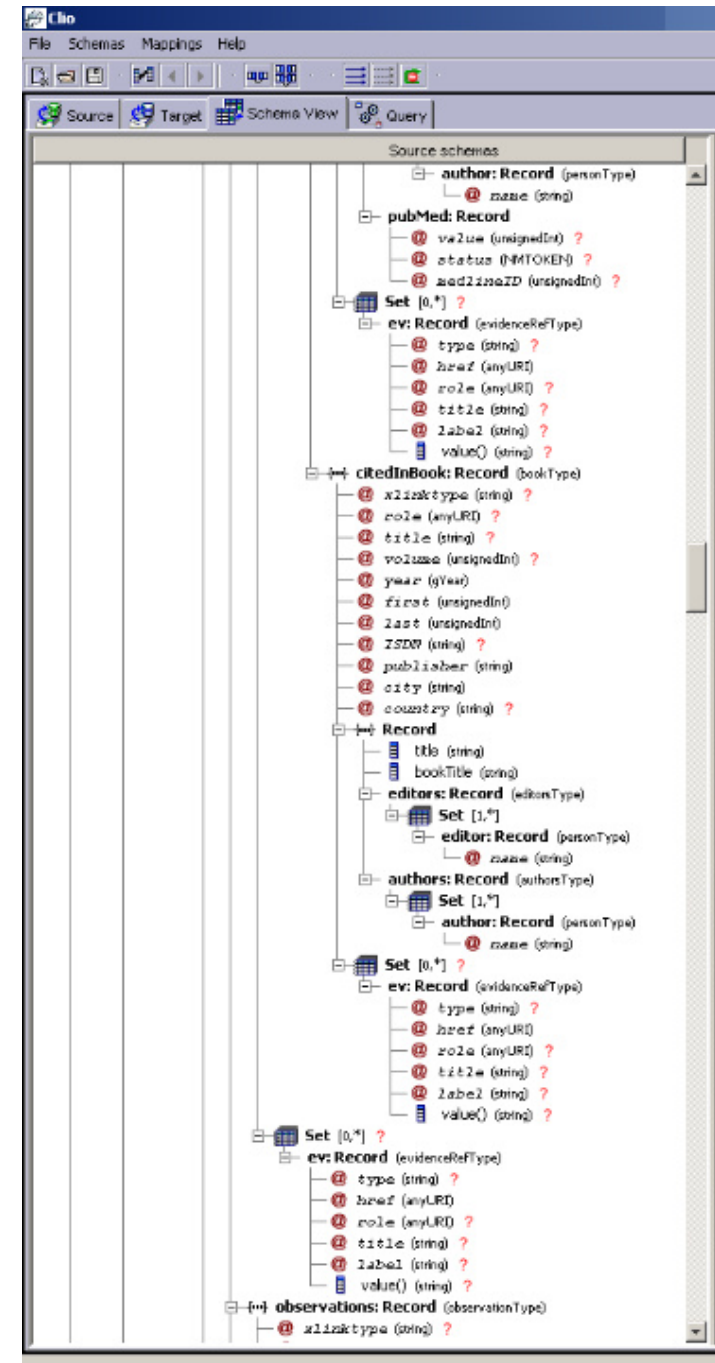 Clio
File Schemas Mappings Help
Source Target Schema View Query
Source schemas
author: Record (personType)
@ name (string)
pubMed: Record
@ value (unsignedInt) ?
@ status (NMTOKEN) ?
@ medlineID (unsignedInt) ?
Set [0,*] ?
ev: Record (evidenceRefType)
@ type (string) ?
@ href (anyURI)
@ role (anyURI) ?
@ title (string) ?
@ label (string) ?
value() (string) ?
citedInBook: Record (bookType)
@ xlinktype (string) ?
@ role (anyURI) ?
@ title (string) ?
@ volume (unsignedInt) ?
@ year (gYear)
@ first (unsignedInt)
@ last (unsignedInt)
@ ISBN (string) ?
@ publisher (string)
@ city (string)
@ country (string) ?
Record
title (string)
bookTitle (string)
editors: Record (editorsType)
Set [1,*]
editor: Record (personType)
@ name (string)
authors: Record (authorsType)
Set [1,*]
author: Record (personType)
@ name (string)
Set [0,*] ?
ev: Record (evidenceRefType)
@ type (string) ?
@ href (anyURI)
@ role (anyURI) ?
@ title (string) ?
@ label (string) ?
value() (string) ?
Set [0,*] ?
ev: Record (evidenceRefType)
@ type (string) ?
@ href (anyURI)
@ role (anyURI) ?
@ title (string) ?
@ label (string) ?
value() (string) ?
observations: Record (observationType)
@ xlinktype (string) ?